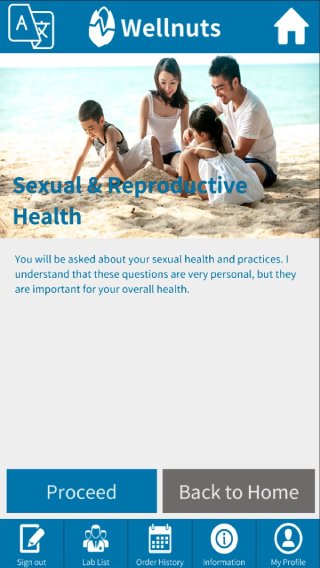 Wellnuts
Sexual & Reproductive
Health
You will be asked about your sexual health and practices. I
understand that these questions are very personal, but they
are important for your overall health.
Proceed
Back to Home
Sign out
Lab List
Order History
Information
My Profile